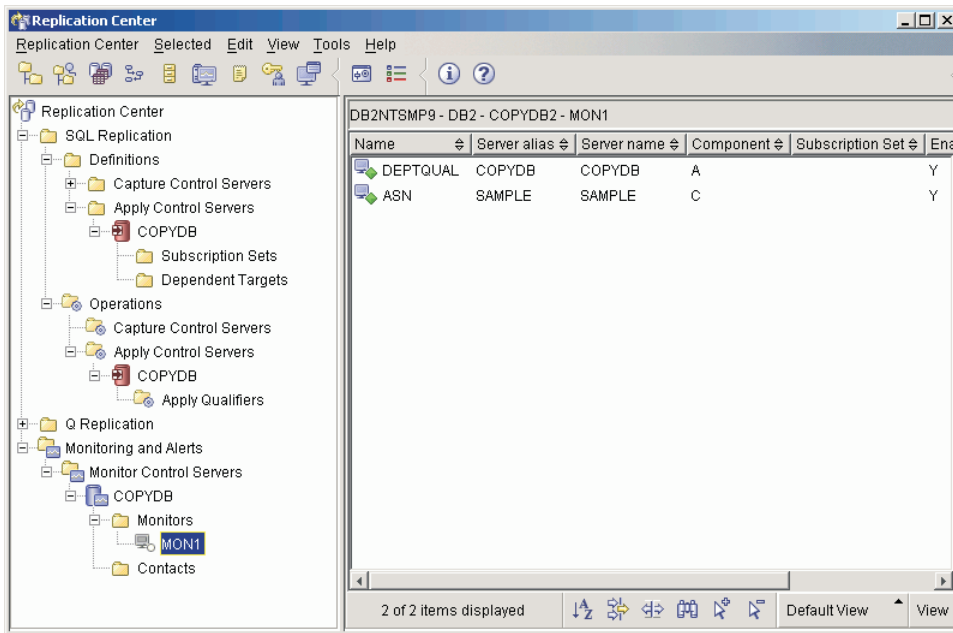 Replication Center
Replication Center Selected Edit View Tools Help
Replication Center
SQL Replication
Definitions
Capture Control Servers
Apply Control Servers
COPYDB
Subscription Sets
Dependent Targets
Operations
Capture Control Servers
Apply Control Servers
COPYDB
Apply Qualifiers
Q Replication
Monitoring and Alerts
Monitor Control Servers
COPYDB
Monitors
MON1
Contacts
DB2NTSMP9 - DB2 - COPYDB2 - MON1
Name Server alias Server name Component Subscription Set Ena
DEPTQUAL COPYDB COPYDB A Y
ASN SAMPLE SAMPLE C Y
2 of 2 items displayed Default View View